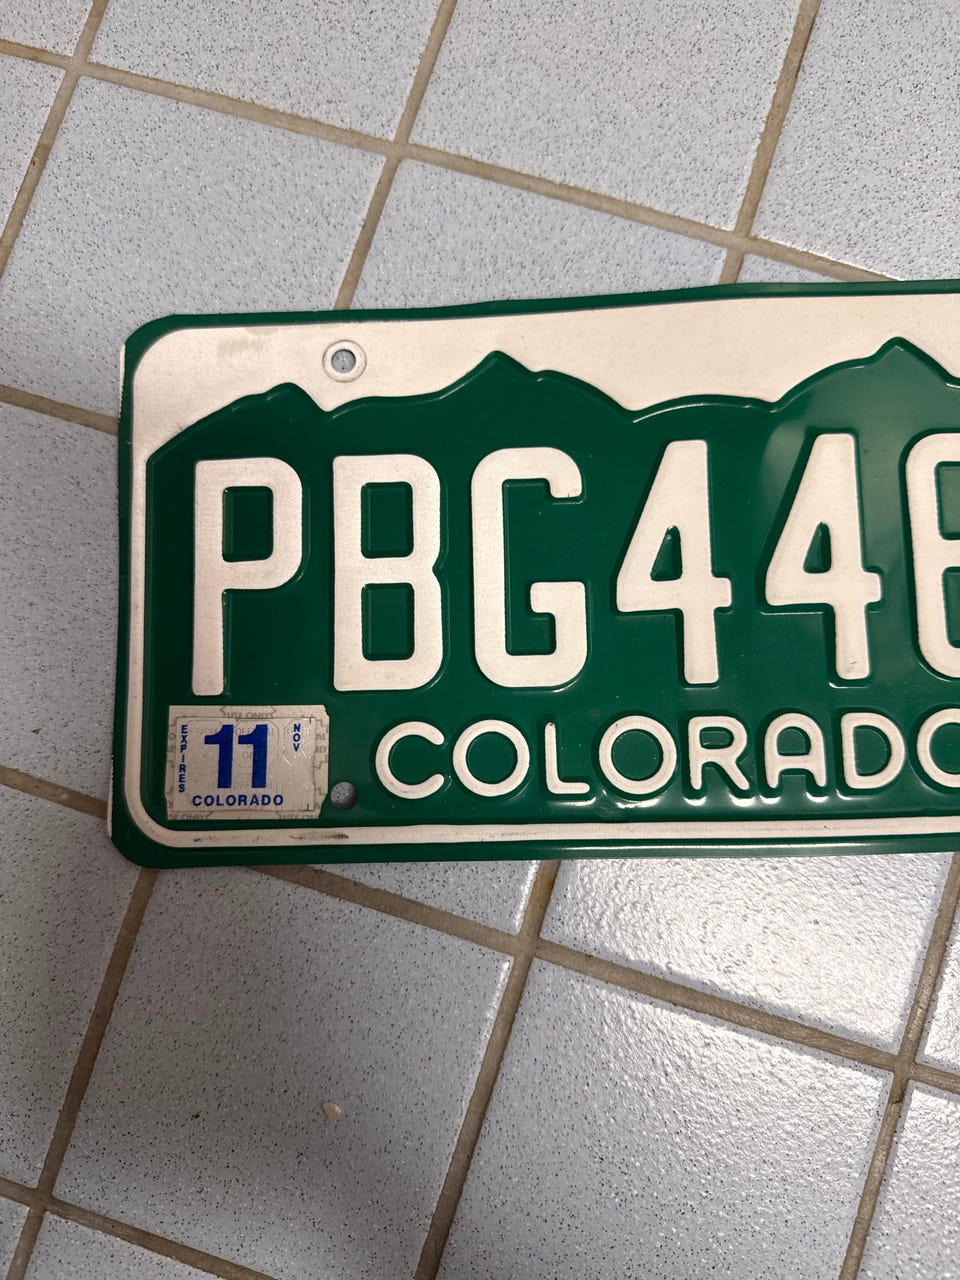 PBG44
EXPIRES
11
NOV
COLORADO
COLORADO